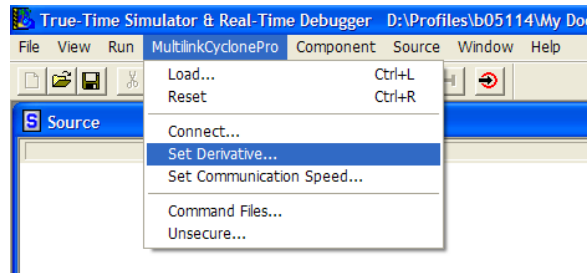 True-Time Simulator & Real-Time Debugger D:\Profiles\b05114\My Do
File View Run MultilinkCyclonePro Component Source Window Help
Load... Ctrl+L
Reset Ctrl+R
S Source
Connect...
Set Derivative...
Set Communication Speed...
Command Files...
Unsecure...